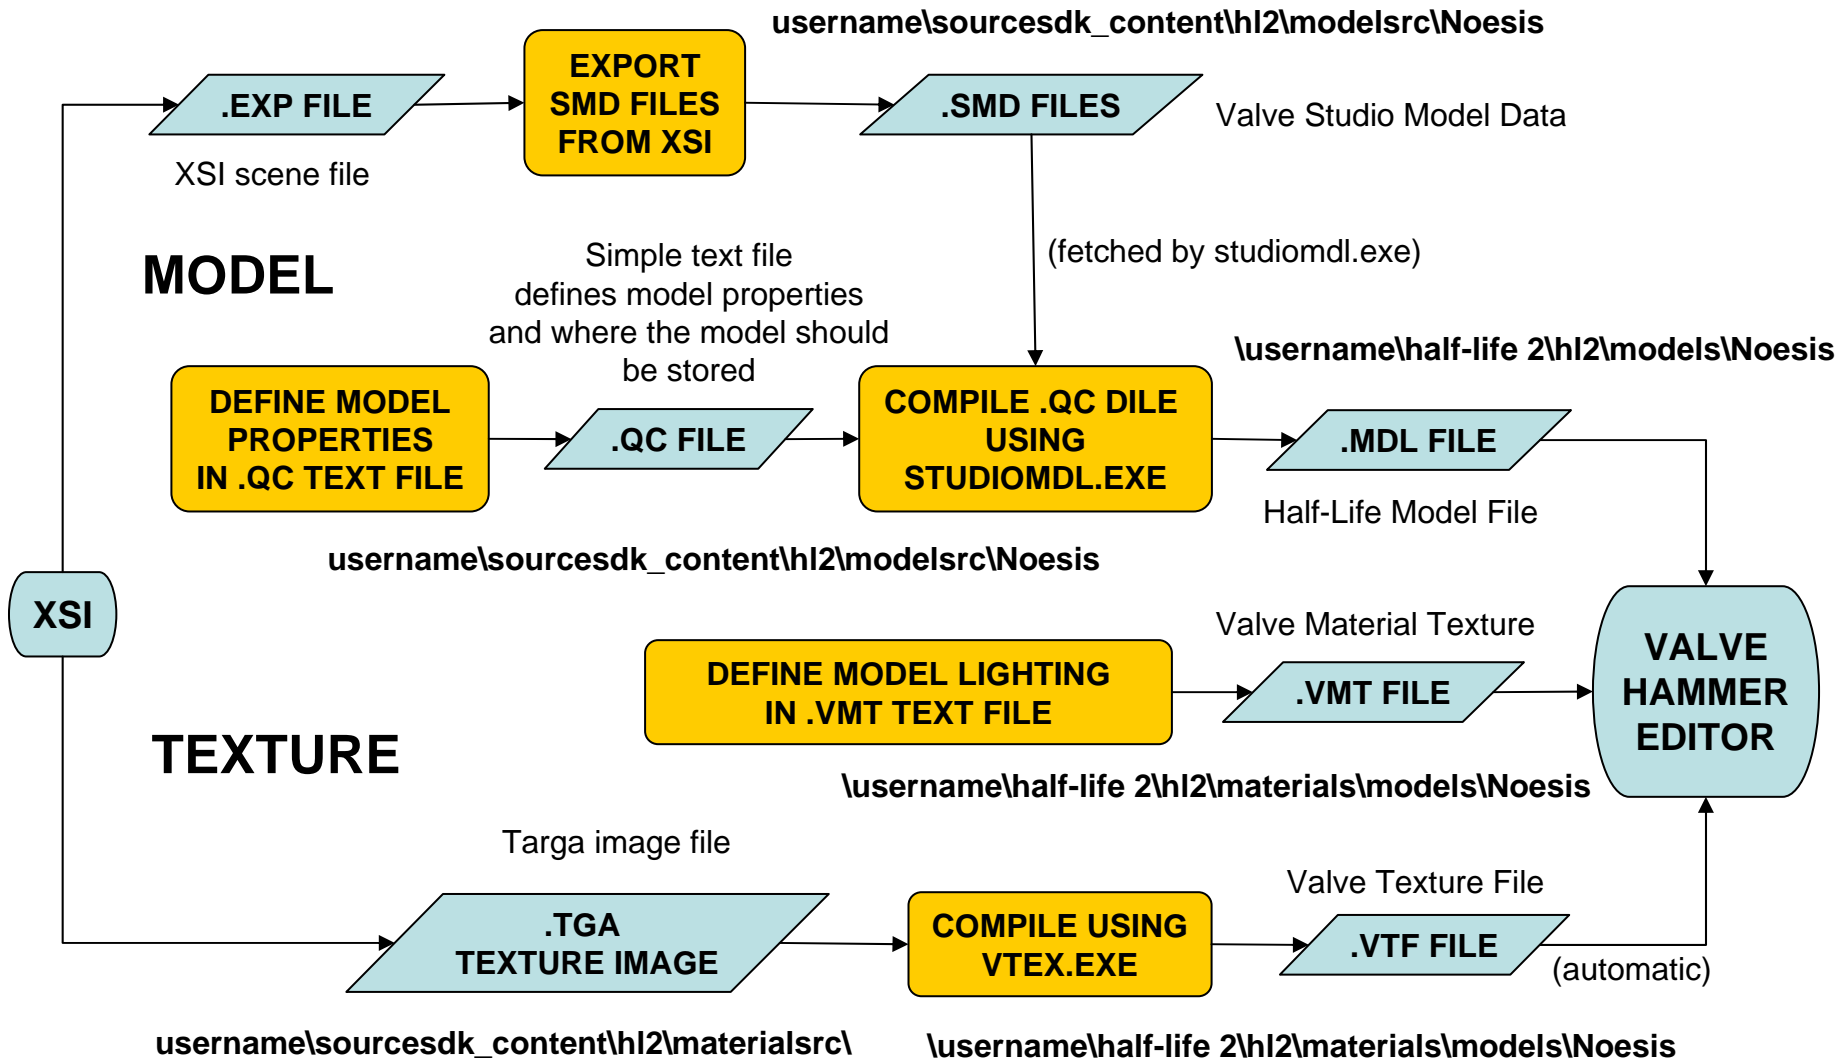 username\sourcesdk_content\hl2\modelsrc\Noesis
EXPORT
SMD FILES
FROM XSI
.EXP FILE
.SMD FILES
Valve Studio Model Data
XSI scene file
MODEL
Simple text file
defines model properties
and where the model should
be stored
(fetched by studiomdl.exe)
\username\half-life 2\hl2\models\Noesis
DEFINE MODEL
PROPERTIES
IN .QC TEXT FILE
.QC FILE
COMPILE .QC DILE
USING
STUDIOMDL.EXE
.MDL FILE
Half-Life Model File
username\sourcesdk_content\hl2\modelsrc\Noesis
XSI
Valve Material Texture
DEFINE MODEL LIGHTING
IN .VMT TEXT FILE
.VMT FILE
VALVE
HAMMER
EDITOR
TEXTURE
\username\half-life 2\hl2\materials\models\Noesis
Targa image file
Valve Texture File
.TGA
TEXTURE IMAGE
COMPILE USING
VTEX.EXE
.VTF FILE
(automatic)
username\sourcesdk_content\hl2\materialsrc\
\username\half-life 2\hl2\materials\models\Noesis